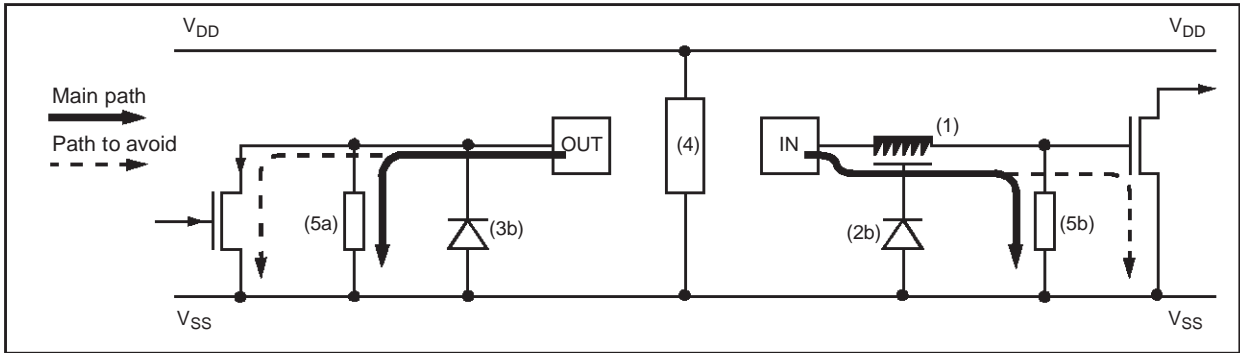 VDD VDD
Main path
Path to avoid
OUT
(4)
IN
(1)
(5a)
(3b)
(2b)
(5b)
VSS VSS